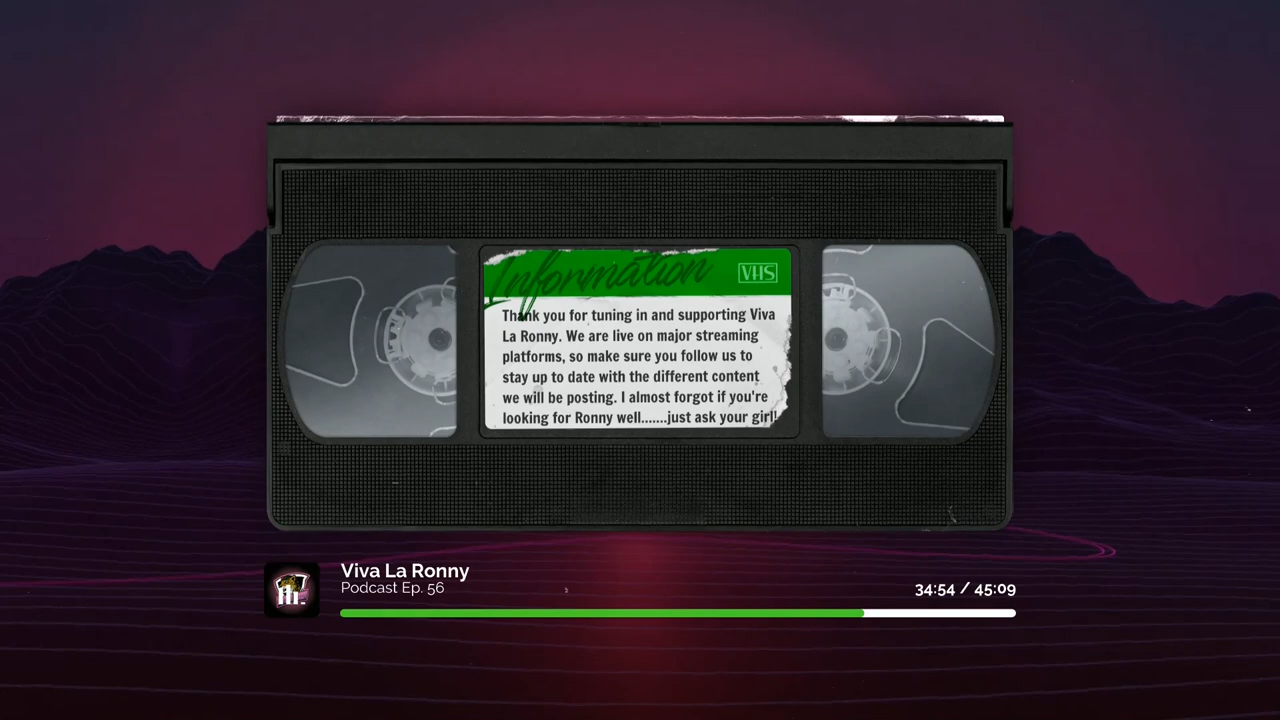 Information
VHS
Thank you for tuning in and supporting Viva
La Ronny. We are live on major streaming
platforms, so make sure you follow us to
stay up to date with the different content
we will be posting. I almost forgot if you're
looking for Ronny well.......just ask your girl!
Viva La Ronny
Podcast Ep. 56
34:54 / 45:09